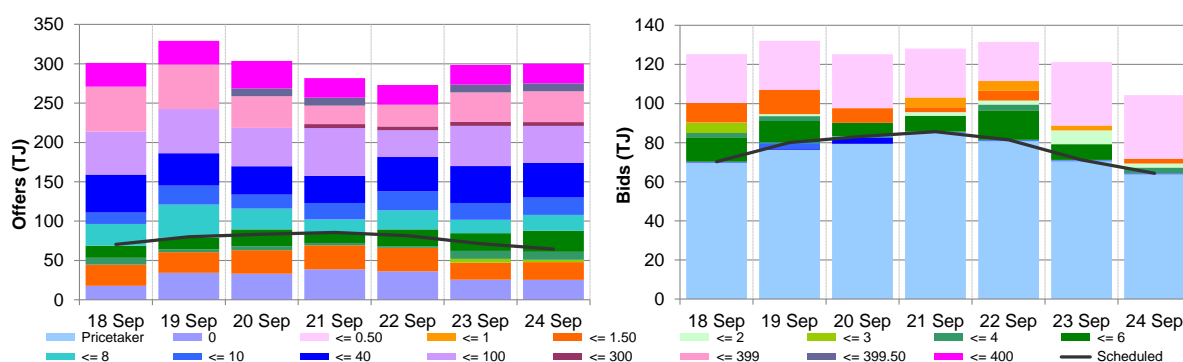 350
300
250
200
150
100
50
0
Offers (TJ)
18 Sep 19 Sep 20 Sep 21 Sep 22 Sep 23 Sep 24 Sep
140
120
100
80
60
40
20
0
Bids (TJ)
18 Sep 19 Sep 20 Sep 21 Sep 22 Sep 23 Sep 24 Sep
Pricetaker 0 <= 0.50 <= 1 <= 1.50 <= 2 <= 3 <= 4 <= 6
<= 8 <= 10 <= 40 <= 100 <= 300 <= 399 <= 399.50 <= 400 Scheduled